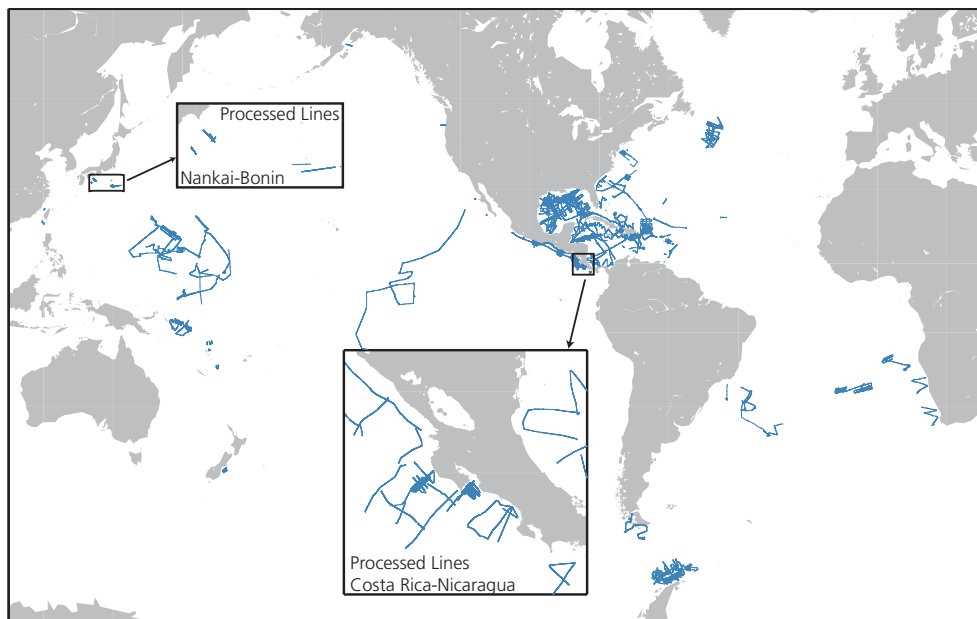 Processed Lines
Nankai-Bonin
Processed Lines
Costa Rica-Nicaragua